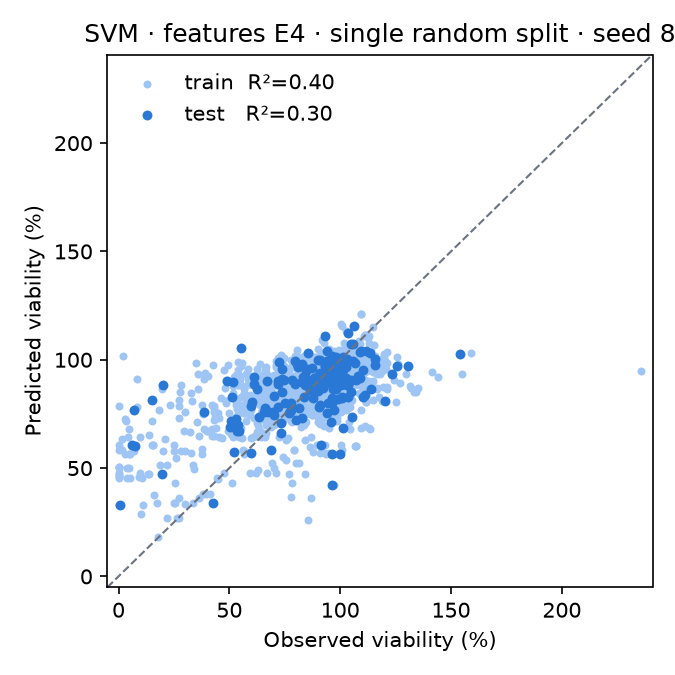 SVM · features E4 · single random split · seed 8
train R²=0.40
test R²=0.30
Predicted viability (%)
200
150
100
50
0
0 50 100 150 200
Observed viability (%)